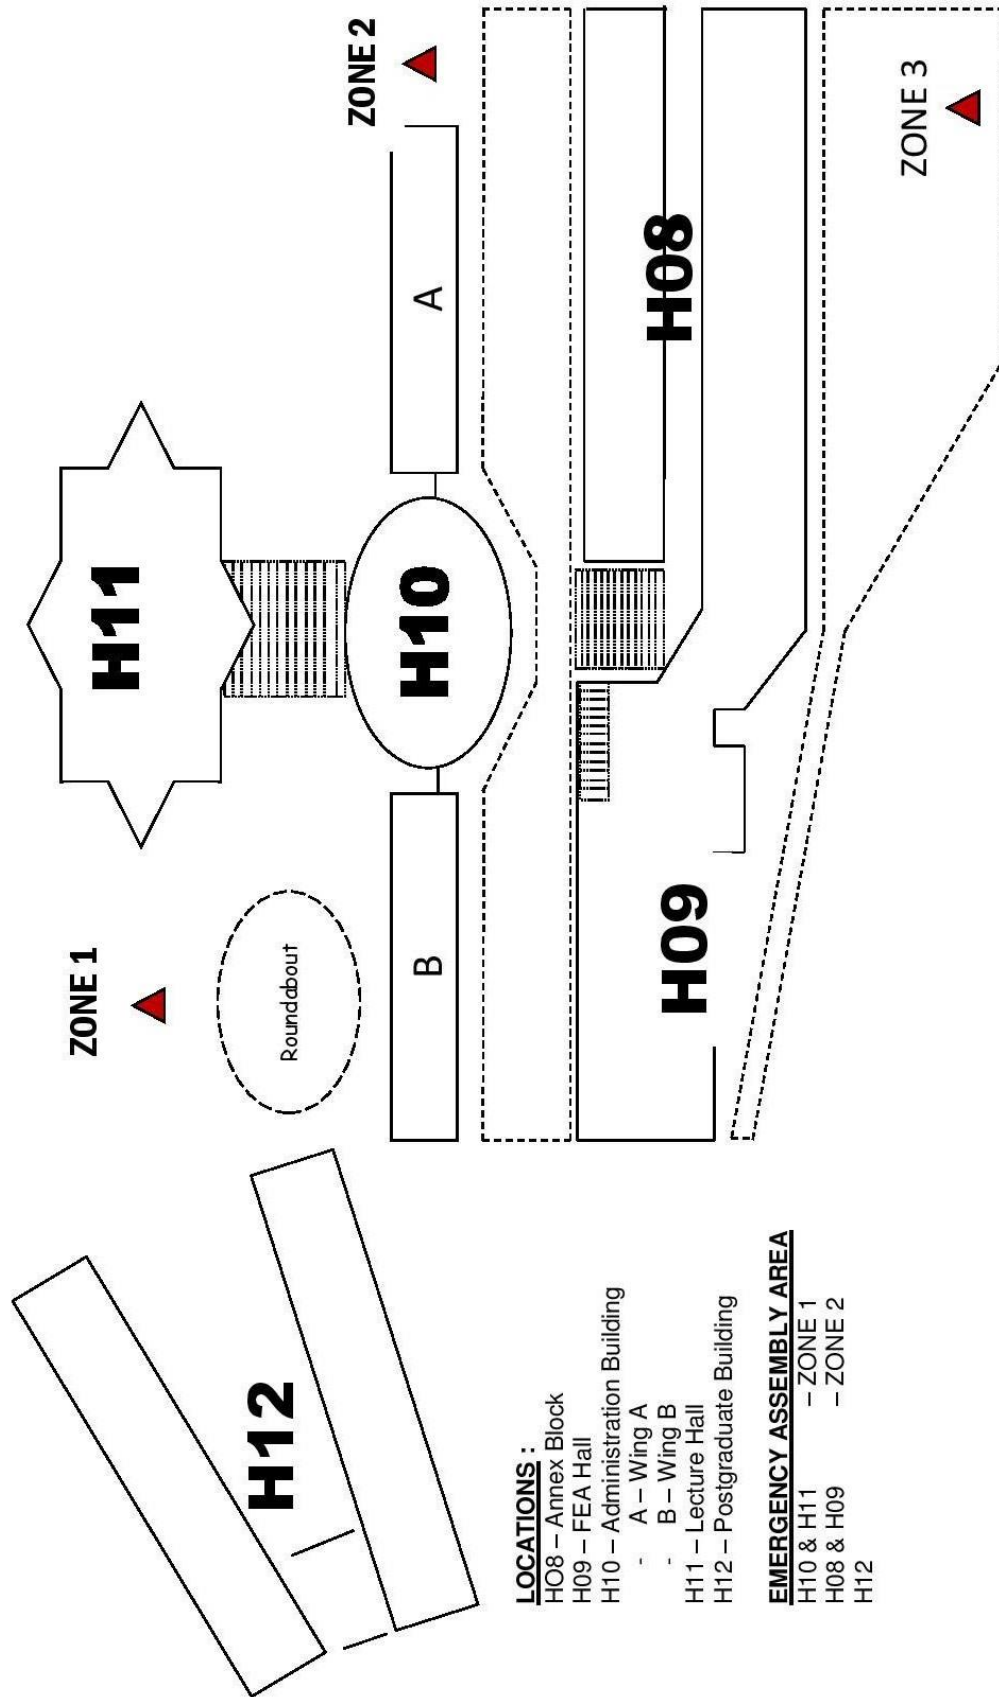 H12
LOCATIONS :
HO8 – Annex Block
H09 – FEA Hall
H10 – Administration Building
- A – Wing A
- B – Wing B
H11 – Lecture Hall
H12 – Postgraduate Building
EMERGENCY ASSEMBLY AREA
H10 & H11 – ZONE 1
H08 & H09 – ZONE 2
H12
ZONE 1
Roundabout
B
H09
H11
H10
A
H08
ZONE 2
ZONE 3